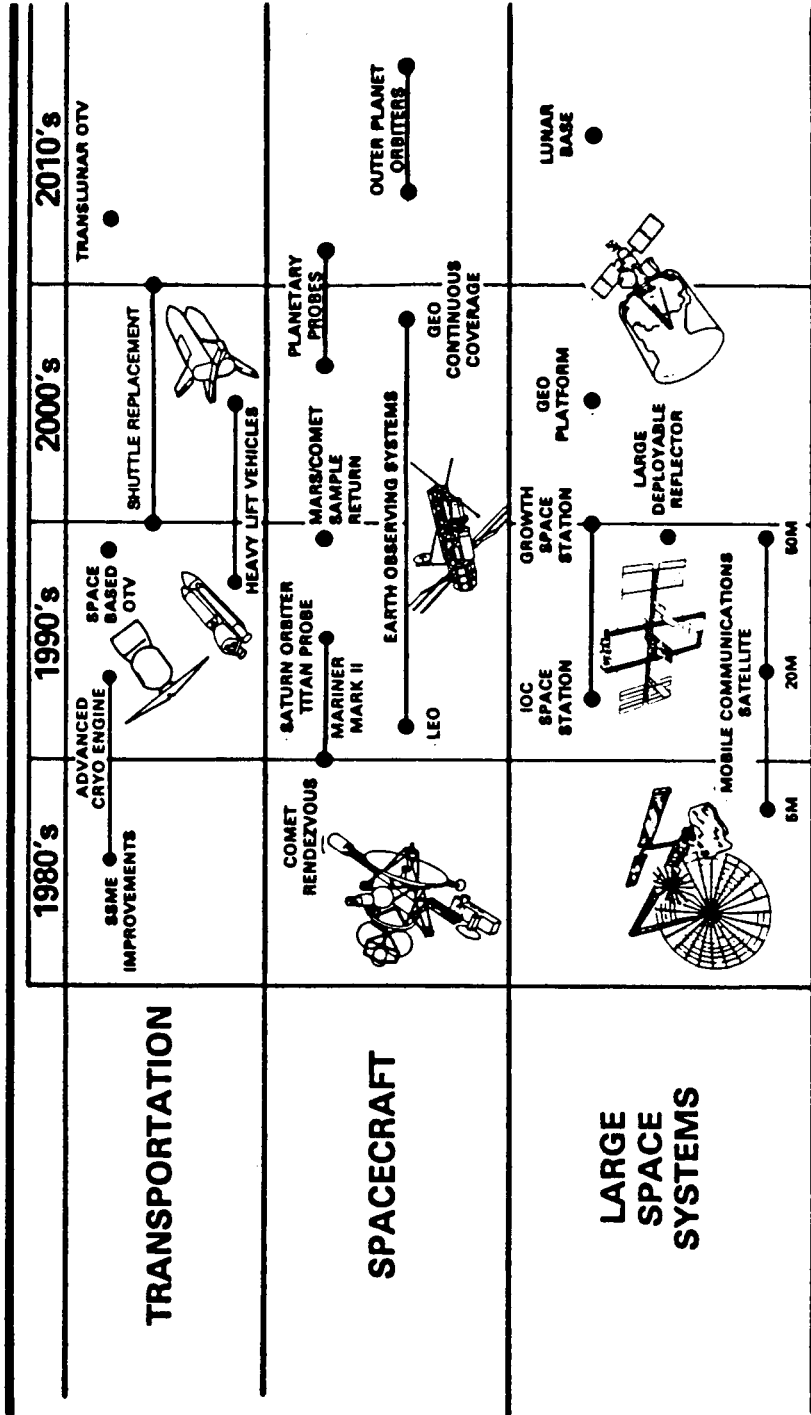 1980's
1990's
2000's
2010's
TRANSPORTATION
SSME
IMPROVEMENTS
ADVANCED
CRYO ENGINE
SPACE
BASED
OTV
SHUTTLE REPLACEMENT
TRANSLUNAR OTV
HEAVY LIFT VEHICLES
SPACECRAFT
COMET
RENDEZVOUS
SATURN ORBITER
TITAN PROBE
MARINER
MARK II
MARS/COMET
SAMPLE
RETURN
PLANETARY
PROBES
OUTER PLANET
ORBITERS
EARTH OBSERVING SYSTEMS
LEO
GEO
CONTINUOUS
COVERAGE
LARGE
SPACE
SYSTEMS
IOC
SPACE
STATION
GROWTH
SPACE
STATION
GEO
PLATFORM
LUNAR
BASE
LARGE
DEPLOYABLE
REFLECTOR
MOBILE COMMUNICATIONS
SATELLITE
5M
20M
60M